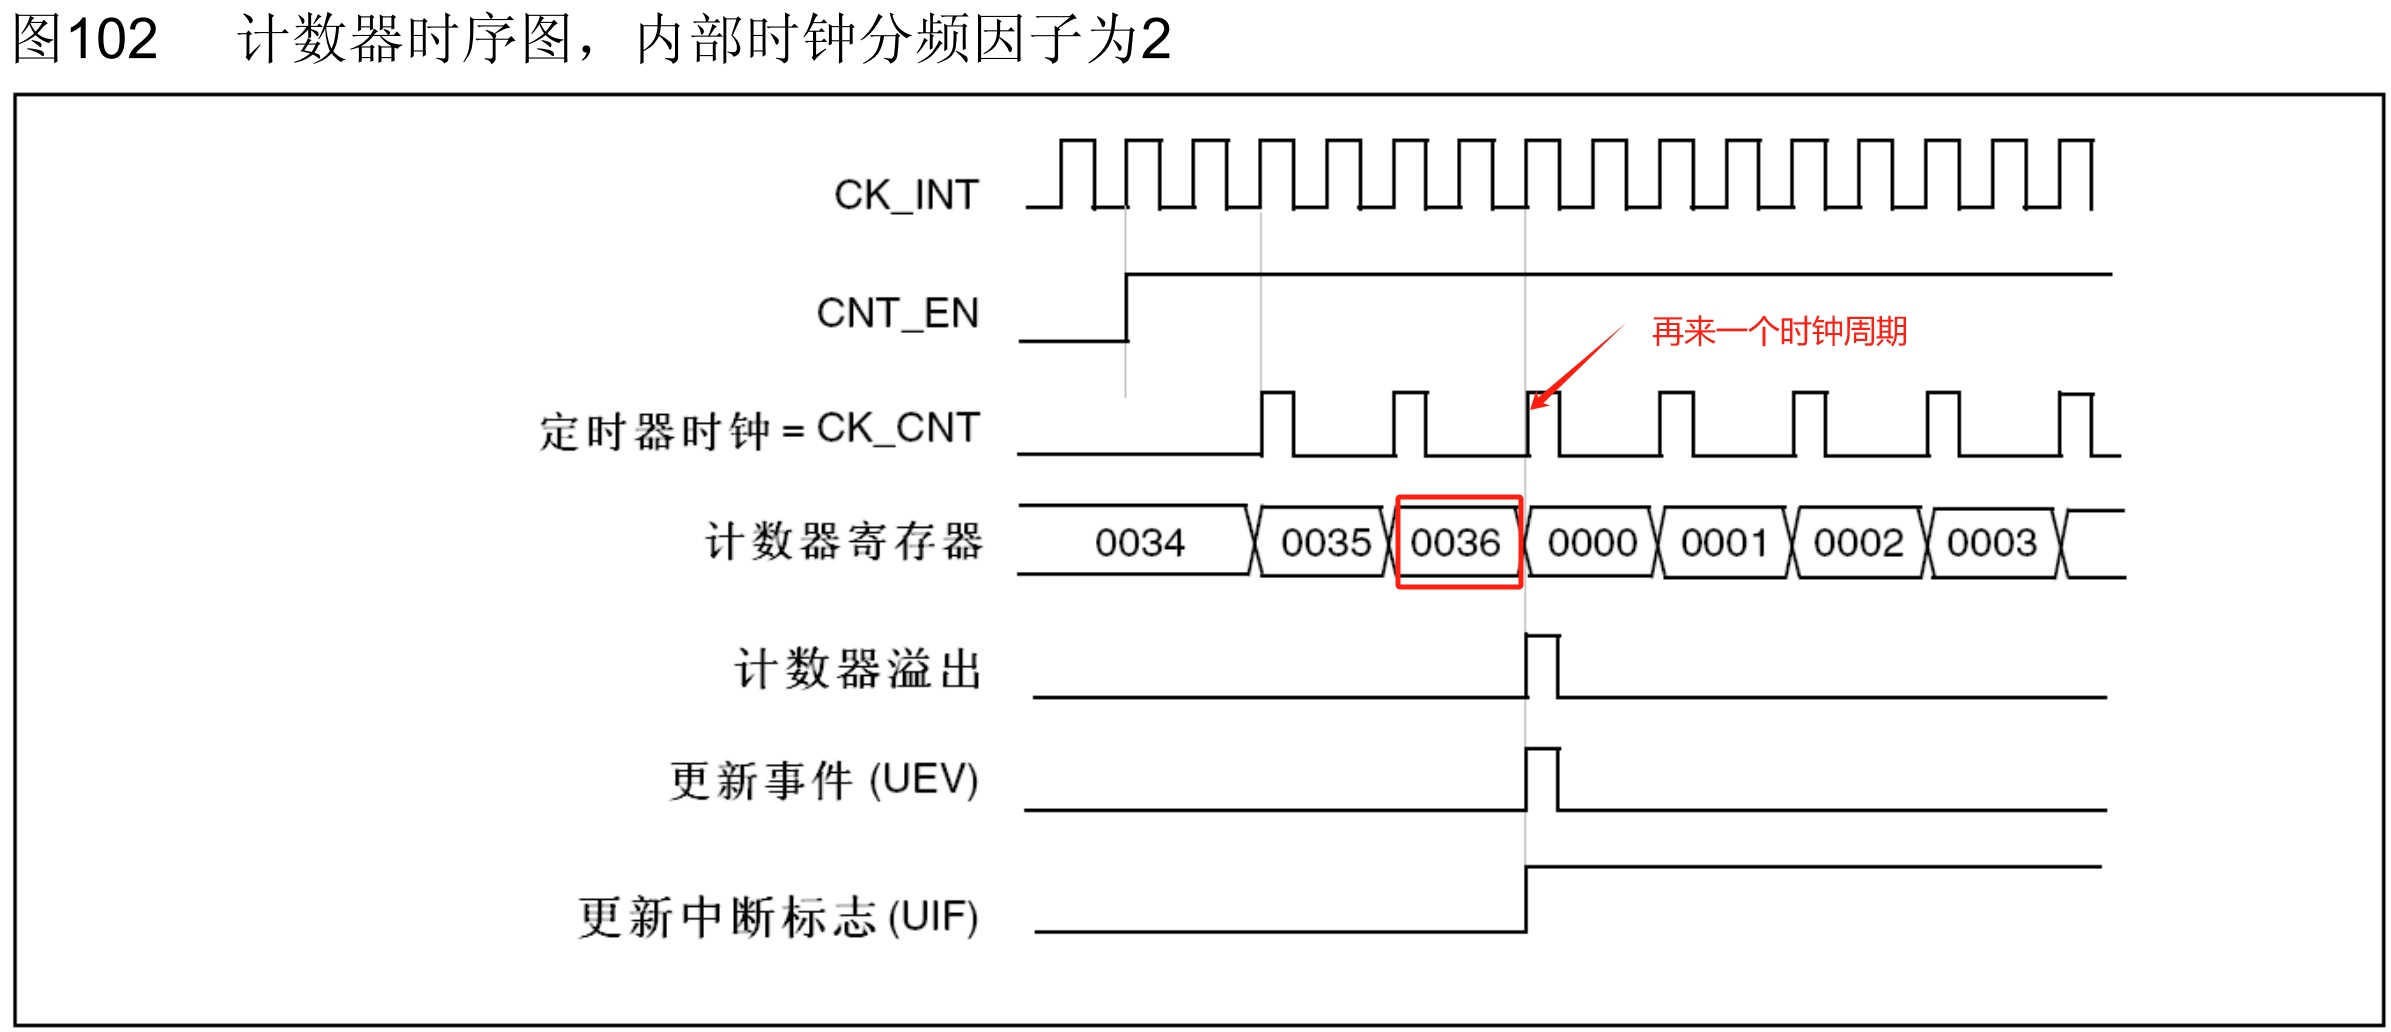 图102 计数器时序图，内部时钟分频因子为2
CK_INT
CNT_EN
再来一个时钟周期
定时器时钟 = CK_CNT
计数器寄存器 0034 0035 0036 0000 0001 0002 0003
计数器溢出
更新事件 (UEV)
更新中断标志 (UIF)